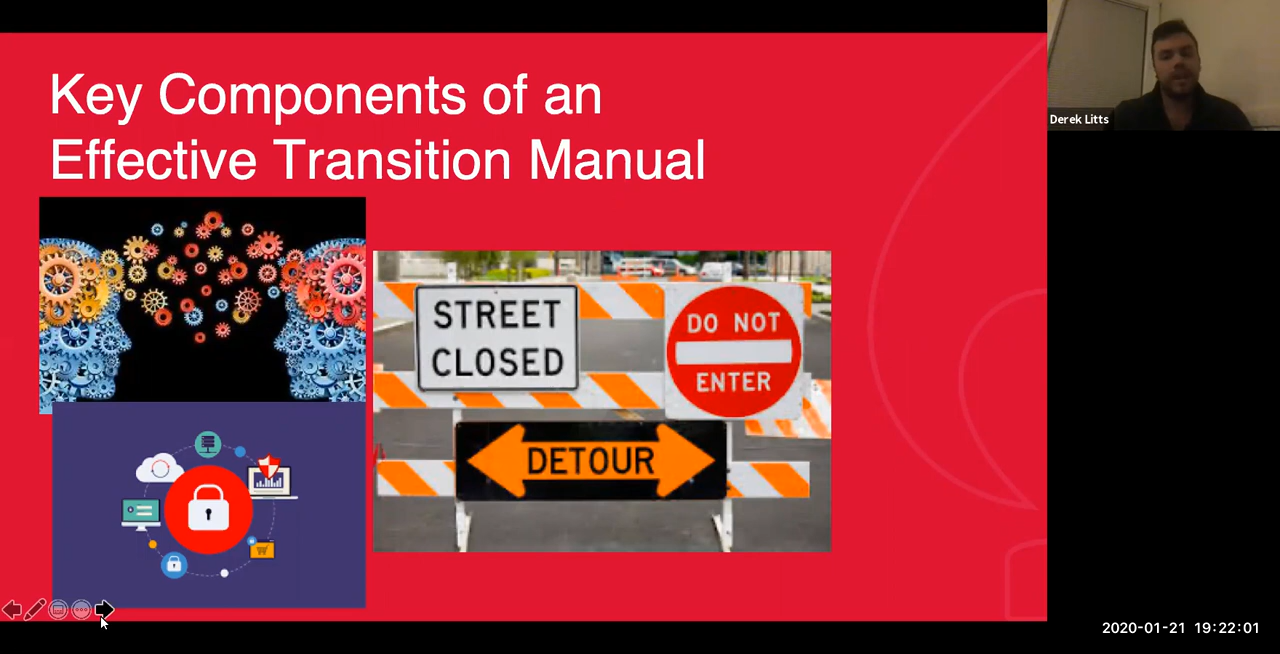 Key Components of an
Effective Transition Manual
Derek Litts
STREET
CLOSED
DO NOT
ENTER
DETOUR
2020-01-21 19:22:01